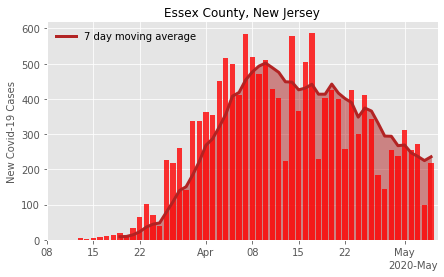 Essex County, New Jersey
7 day moving average
New Covid-19 Cases
600
500
400
300
200
100
0
08 15 22 Apr 08 15 22 May
2020-May